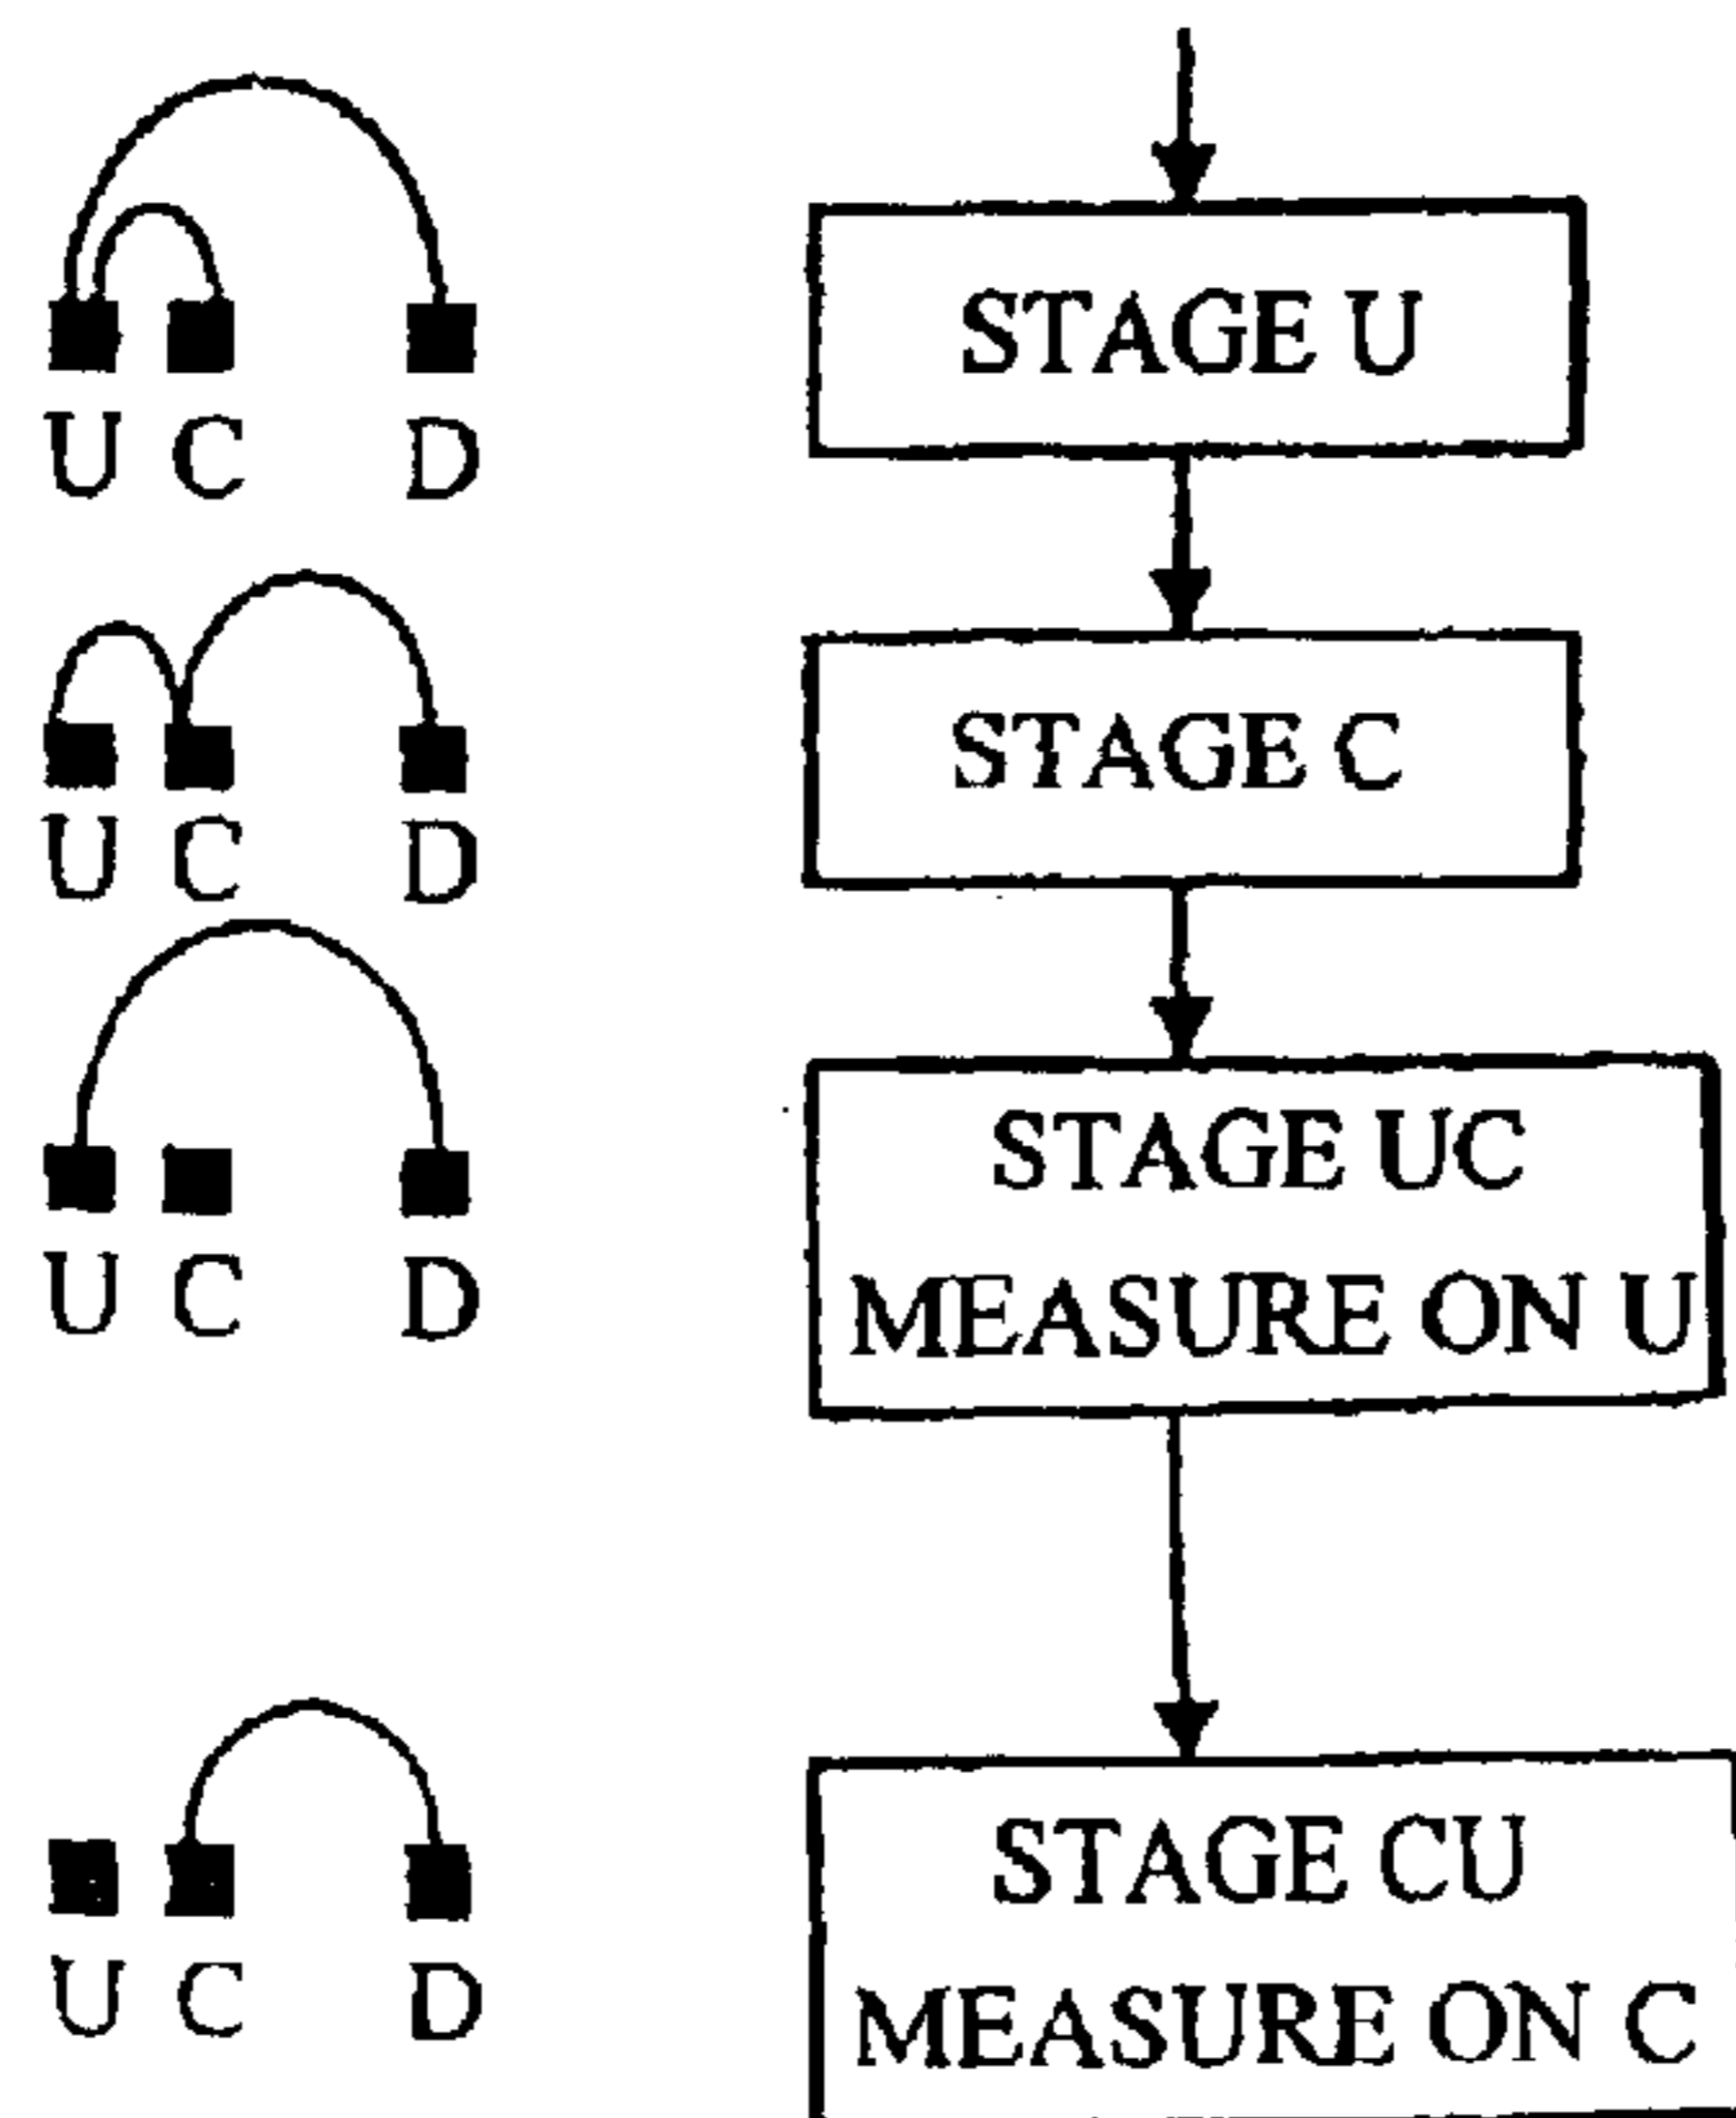 U C D
STAGE U
U C D
STAGE C
U C D
STAGE UC
MEASURE ON U
U C D
STAGE CU
MEASURE ON C